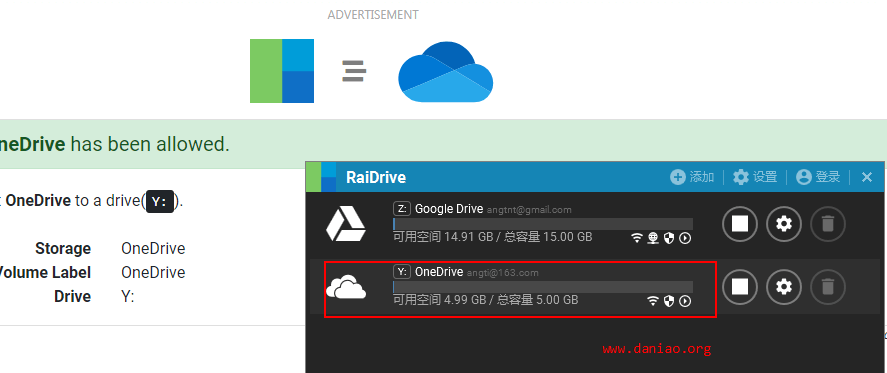 ADVERTISEMENT
neDrive has been allowed.
OneDrive to a drive(Y:).
Storage OneDrive
Volume Label OneDrive
Drive Y:
RaiDrive 添加 设置 登录
Z: Google Drive angtnt@gmail.com
可用空间 14.91 GB / 总容量 15.00 GB
Y: OneDrive angti@163.com
可用空间 4.99 GB / 总容量 5.00 GB
www.daniao.org